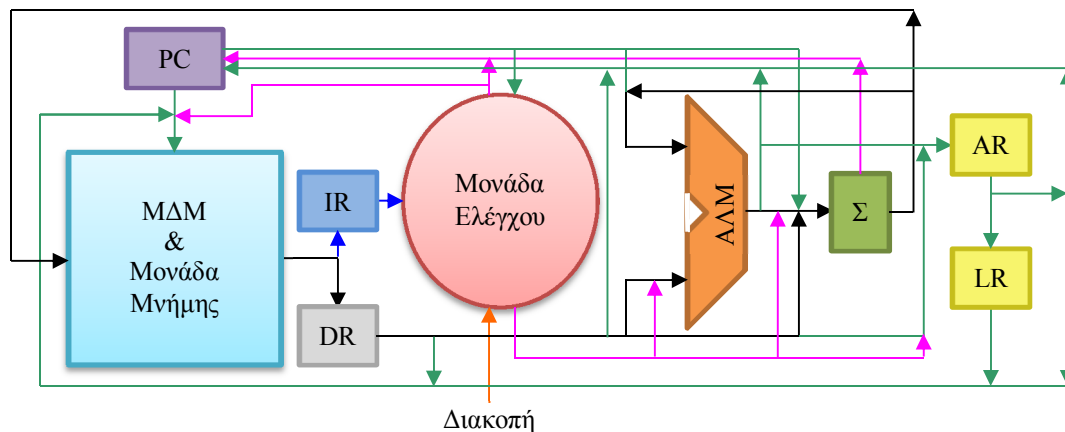 PC
ΜΔΜ
&
Μονάδα
Μνήμης
IR
DR
Μονάδα
Ελέγχου
ΑΛΜ
Σ
AR
LR
Διακοπή